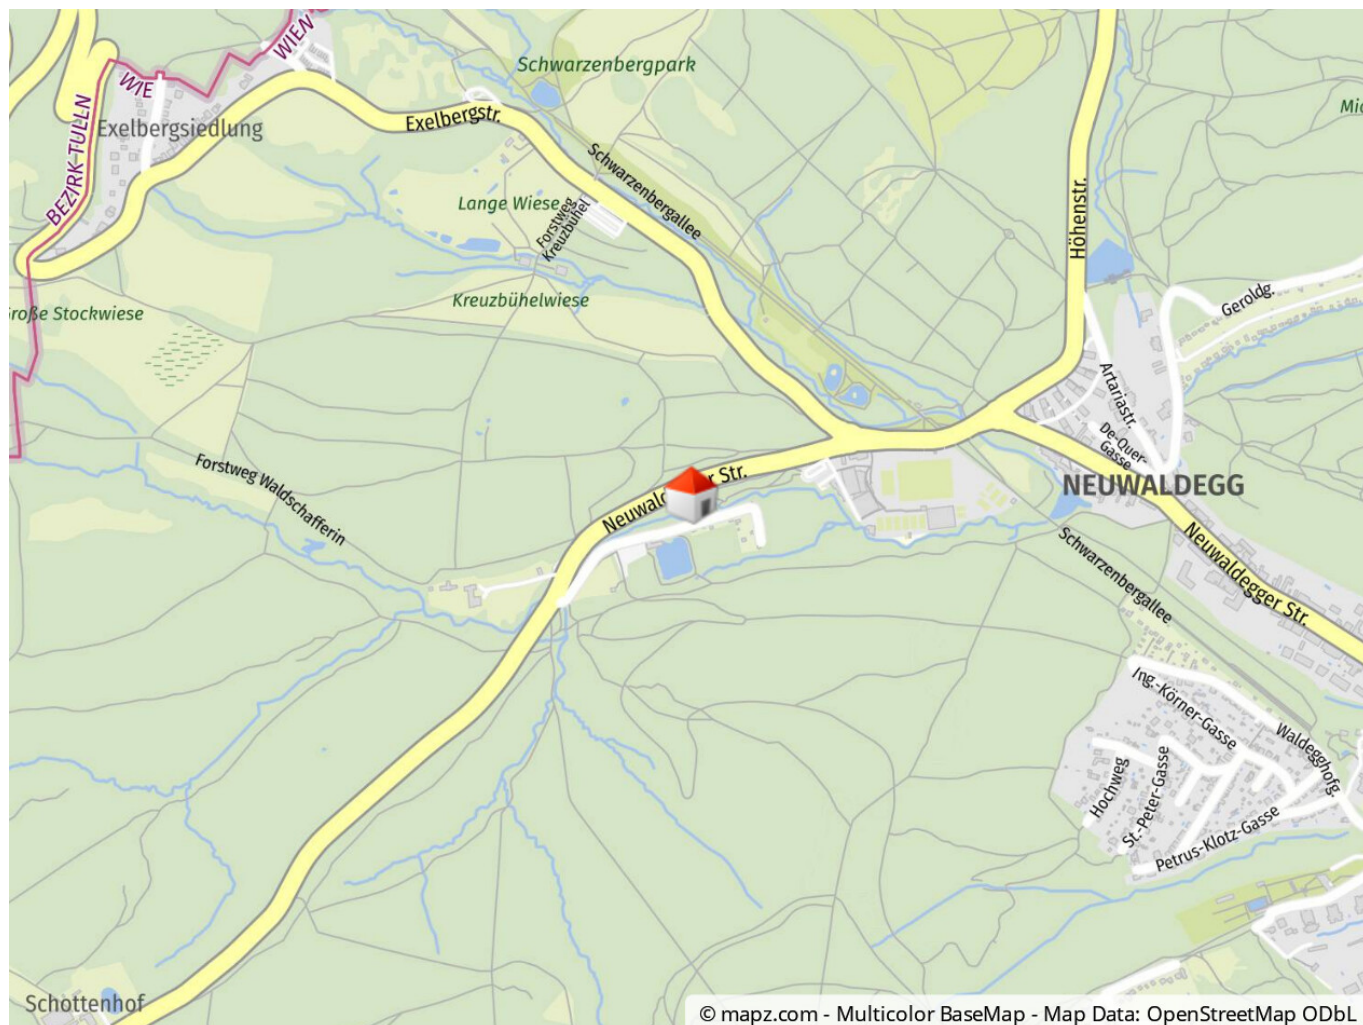 WIEN
WIE
BEZIRK TULLN
Schwarzenbergpark
Exelbergsiedlung
Exelbergstr.
Schwarzenbergallee
Lange Wiese
Forstweg
Kreuzbühel
Höhenstr.
Kreuzbühelwiese
Große Stockwiese
Geroldg.
Artariastr.
De-Quer-
Gasse
Forstweg Waldschafferin
Str.
NEUWALDEGG
Schwarzenbergallee
Neuwaldegger Str.
Ing.-Körner-Gasse
Waldegghofg.
Hochweg
St.-Peter-Gasse
Petrus-Klotz-Gasse
Schottenhof
© mapz.com - Multicolor BaseMap - Map Data: OpenStreetMap ODbL